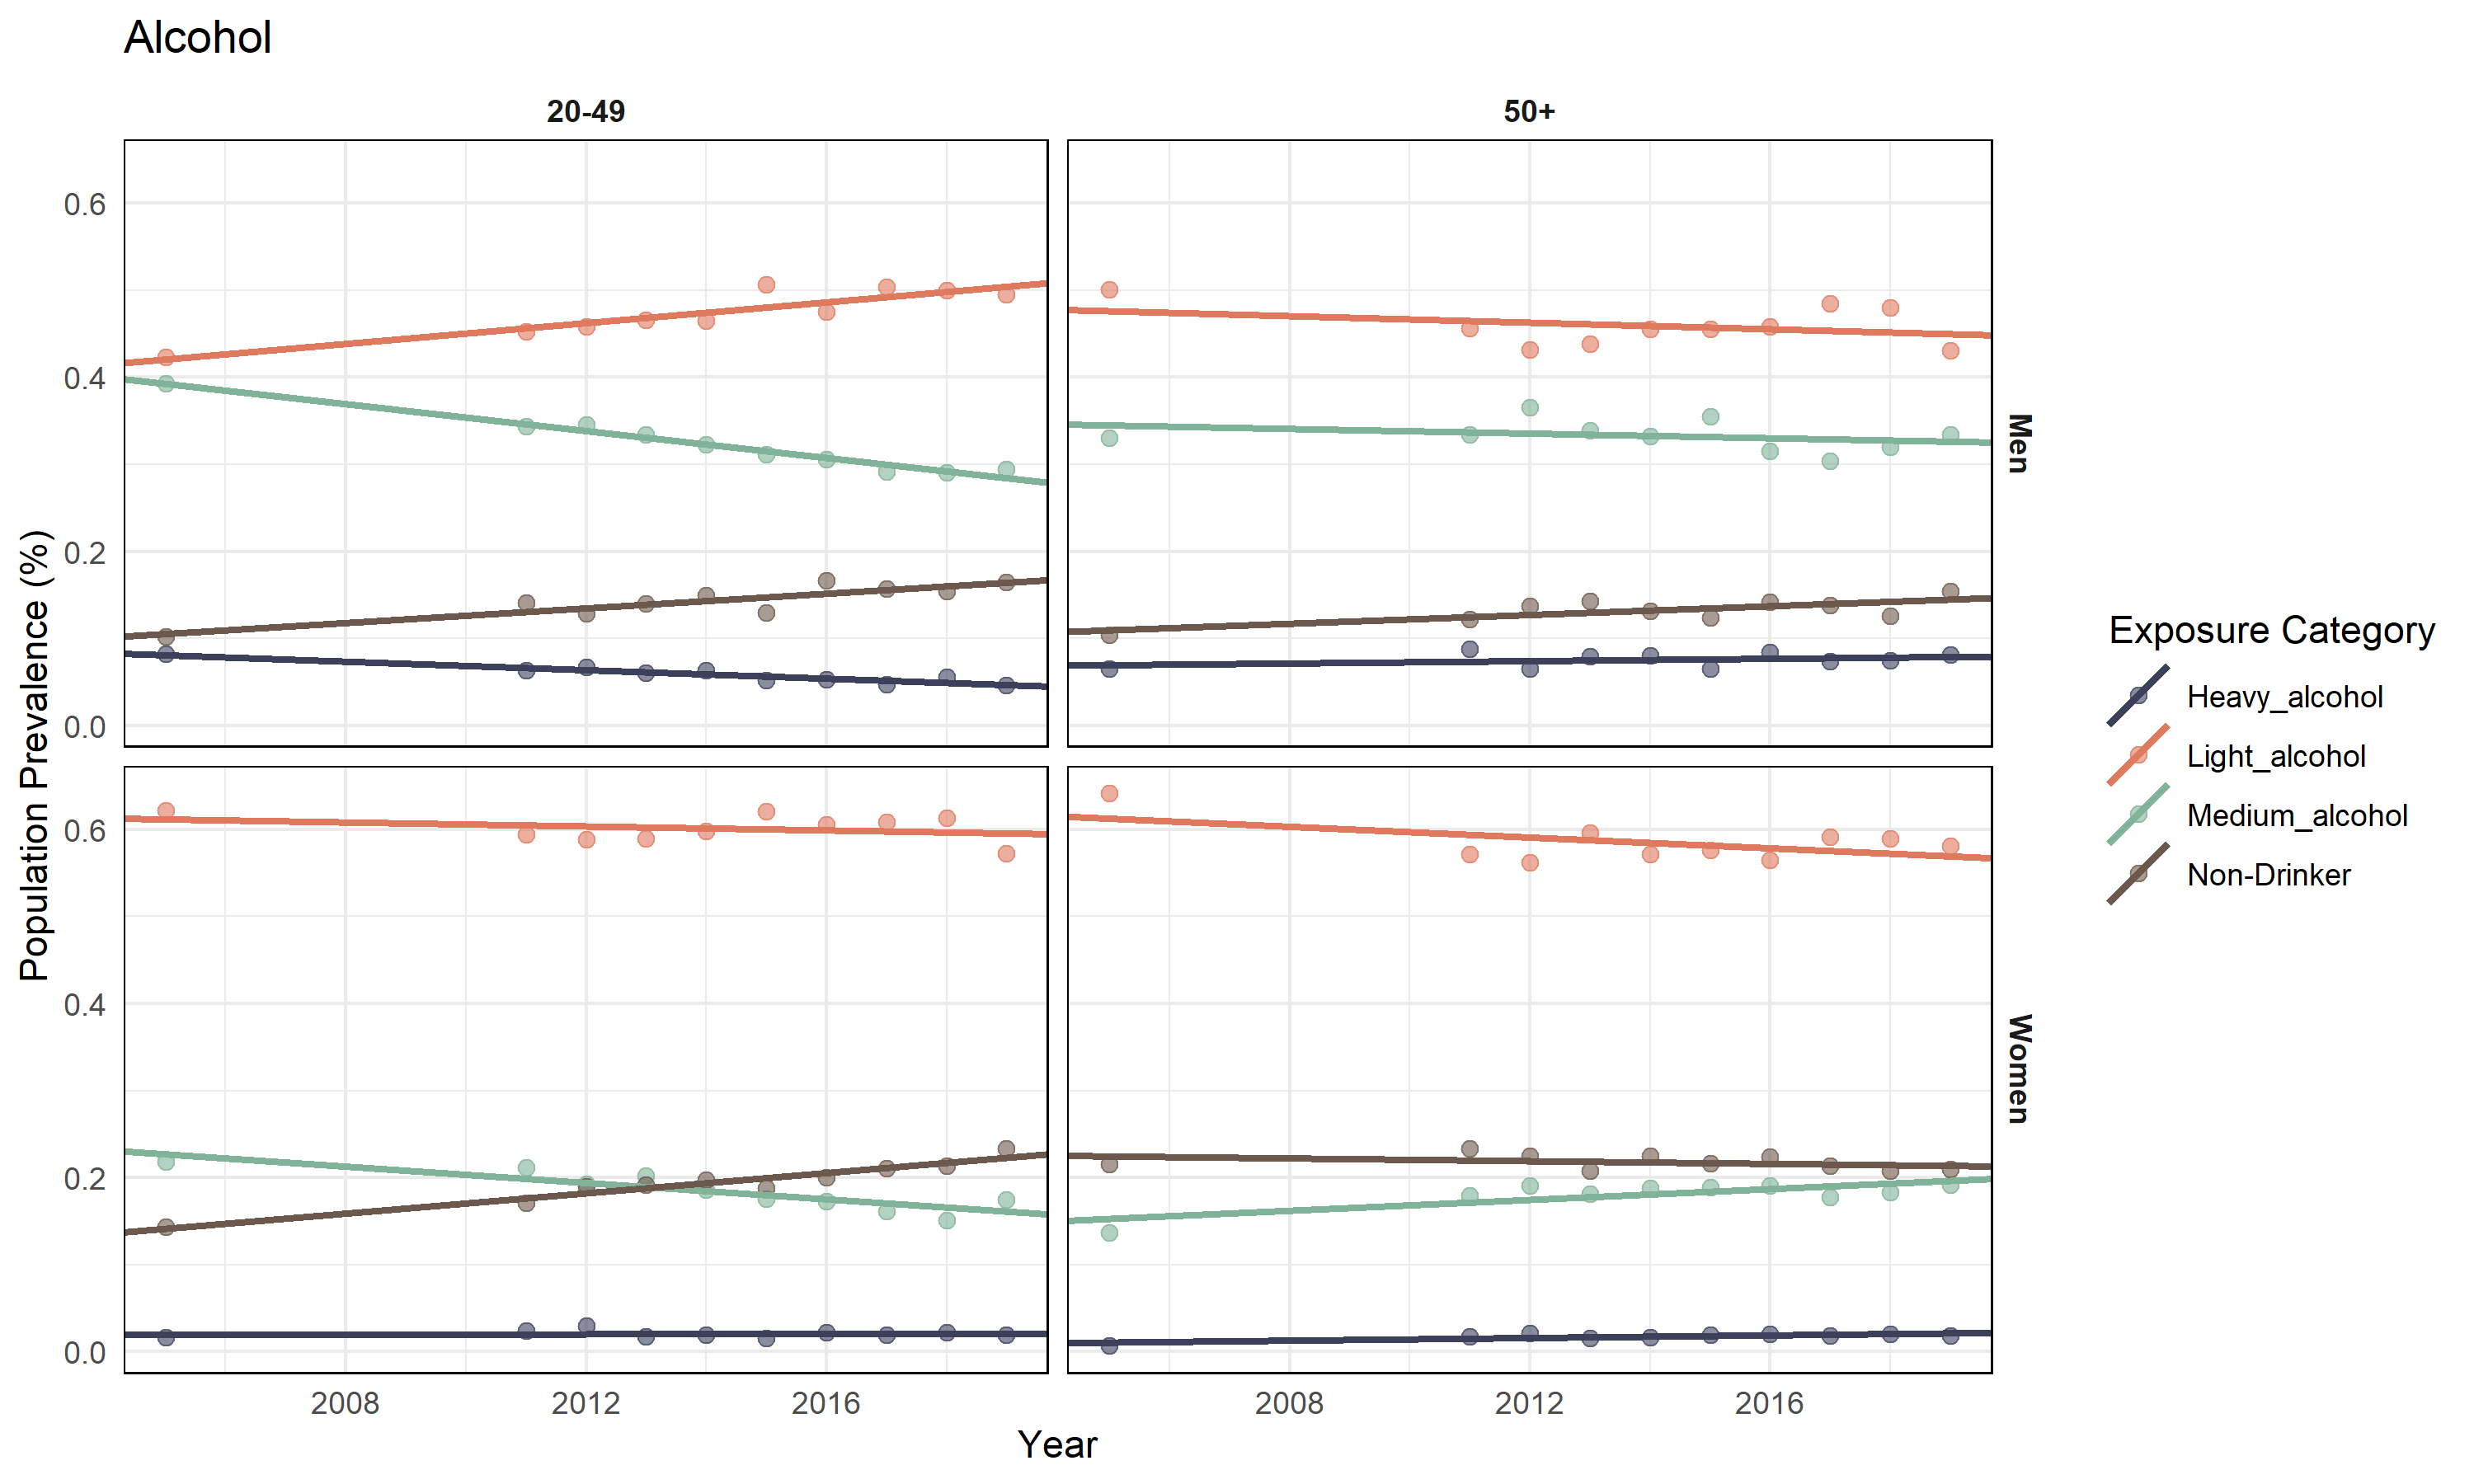 Alcohol
20-49
50+
0.6
0.4
0.2
0.0
Men
Population Prevalence (%)
0.6
0.4
0.2
0.0
Women
2008
2012
2016
2008
2012
2016
Year
Exposure Category
Heavy_alcohol
Light_alcohol
Medium_alcohol
Non-Drinker